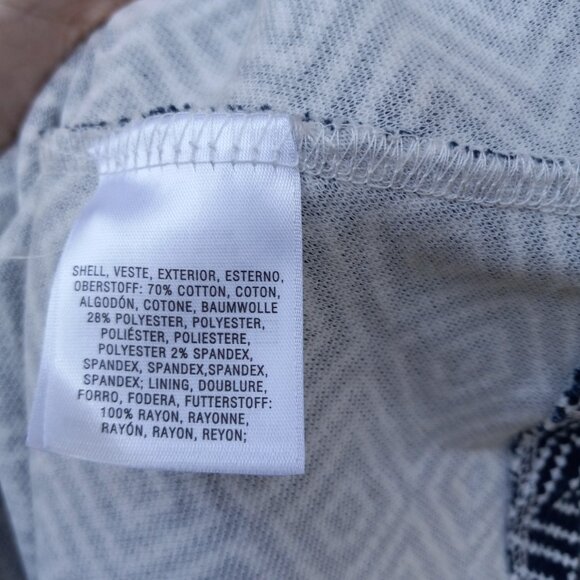 SHELL, VESTE, EXTERIOR, ESTERNO,
OBERSTOFF: 70% COTTON, COTON,
ALGODÓN, COTONE, BAUMWOLLE
28% POLYESTER, POLYESTER,
POLIÉSTER, POLIESTERE,
POLYESTER 2% SPANDEX,
SPANDEX, SPANDEX,SPANDEX,
SPANDEX; LINING, DOUBLURE,
FORRO, FODERA, FUTTERSTOFF:
100% RAYON, RAYONNE,
RAYÓN, RAYON, REYON;